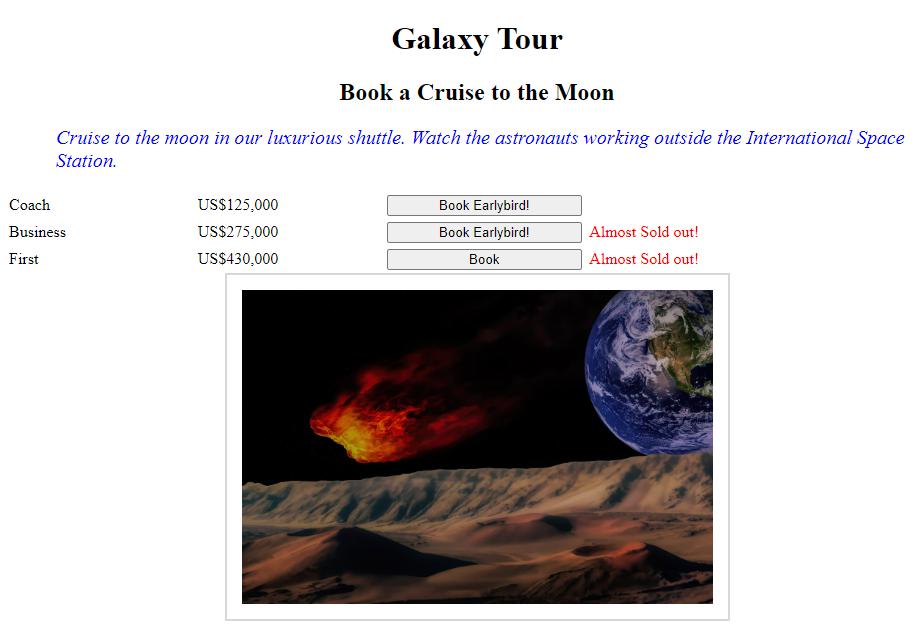 Galaxy Tour
Book a Cruise to the Moon
Cruise to the moon in our luxurious shuttle. Watch the astronauts working outside the International Space
Station.
Coach US$125,000 Book Earlybird!
Business US$275,000 Book Earlybird! Almost Sold out!
First US$430,000 Book Almost Sold out!